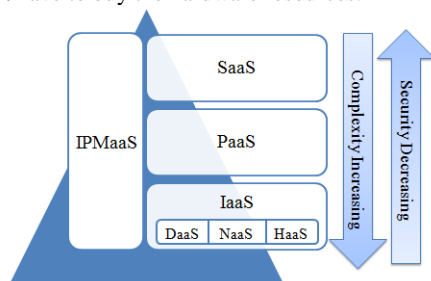 SaaS
IPMaaS
PaaS
IaaS
DaaS NaaS HaaS
Complexity Increasing
Security Decreasing